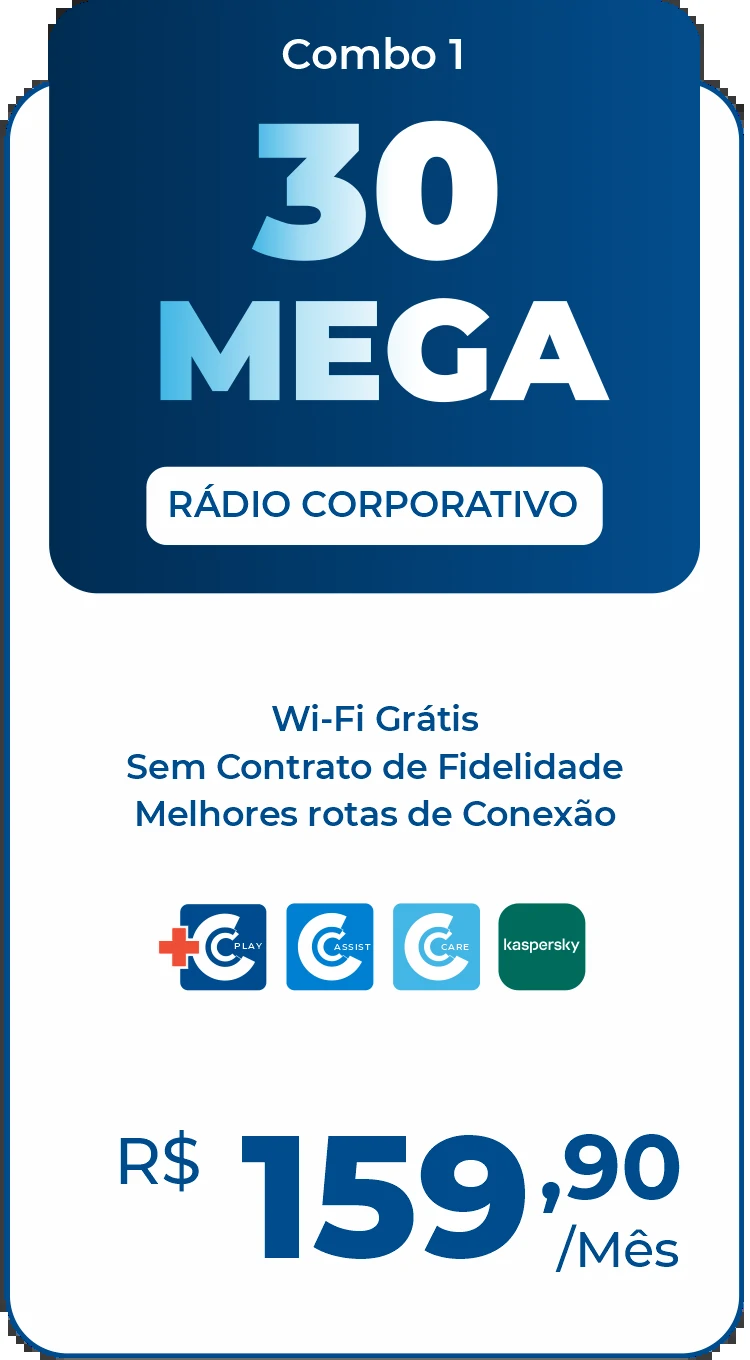 Combo 1
30
MEGA
RÁDIO CORPORATIVO
Wi-Fi Grátis
Sem Contrato de Fidelidade
Melhores rotas de Conexão
PLAY
ASSIST
CARE
kaspersky
R$ 159,90
/Mês